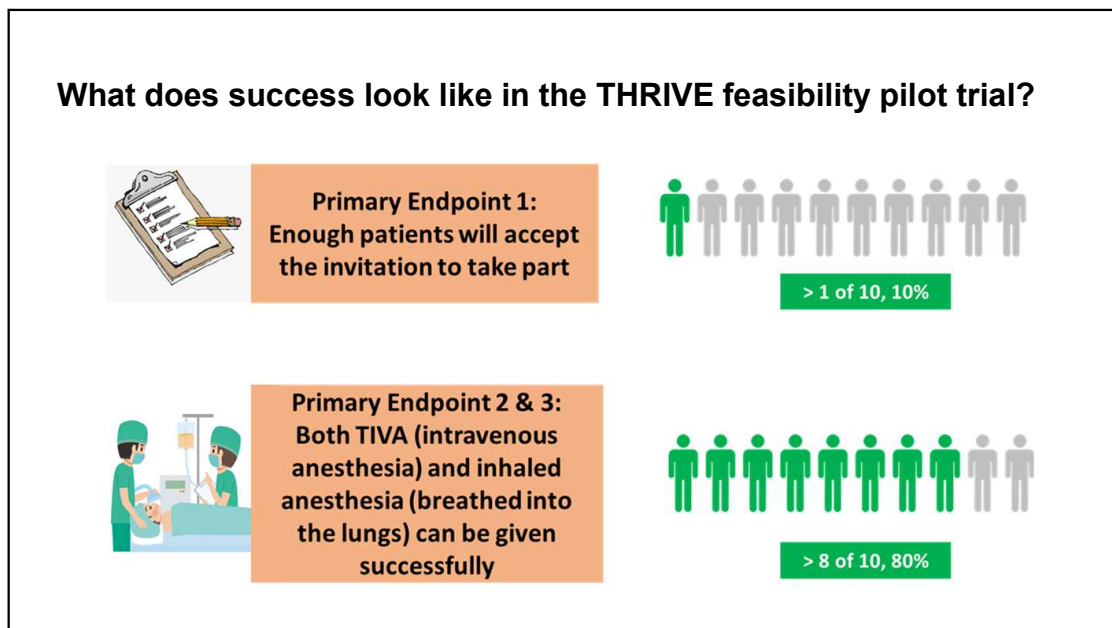 What does success look like in the THRIVE feasibility pilot trial?
Primary Endpoint 1:
Enough patients will accept
the invitation to take part
> 1 of 10, 10%
Primary Endpoint 2 & 3:
Both TIVA (intravenous
anesthesia) and inhaled
anesthesia (breathed into
the lungs) can be given
successfully
> 8 of 10, 80%